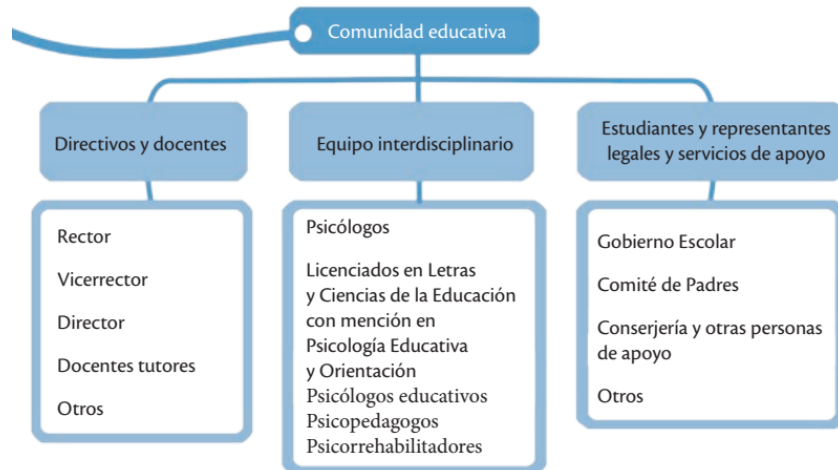 Comunidad educativa
Directivos y docentes
Rector
Vicerrector
Director
Docentes tutores
Otros
Equipo interdisciplinario
Psicólogos
Licenciados en Letras
y Ciencias de la Educación
con mención en
Psicología Educativa
y Orientación
Psicólogos educativos
Psicopedagogos
Psicorrehabilitadores
Estudiantes y representantes
legales y servicios de apoyo
Gobierno Escolar
Comité de Padres
Conserjería y otras personas
de apoyo
Otros